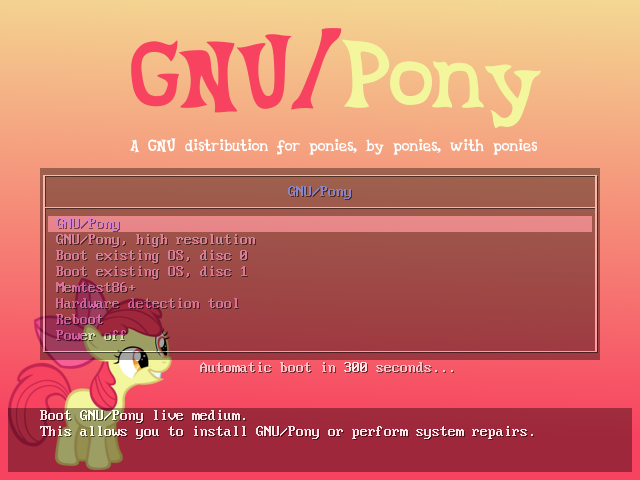 GNU/Pony
A GNU distribution for ponies, by ponies, with ponies
GNU/Pony
GNU/Pony
GNU/Pony, high resolution
Boot existing OS, disc 0
Boot existing OS, disc 1
Memtest86+
Hardware detection tool
Reboot
Power off
Automatic boot in 300 seconds...
Boot GNU/Pony live medium.
This allows you to install GNU/Pony or perform system repairs.